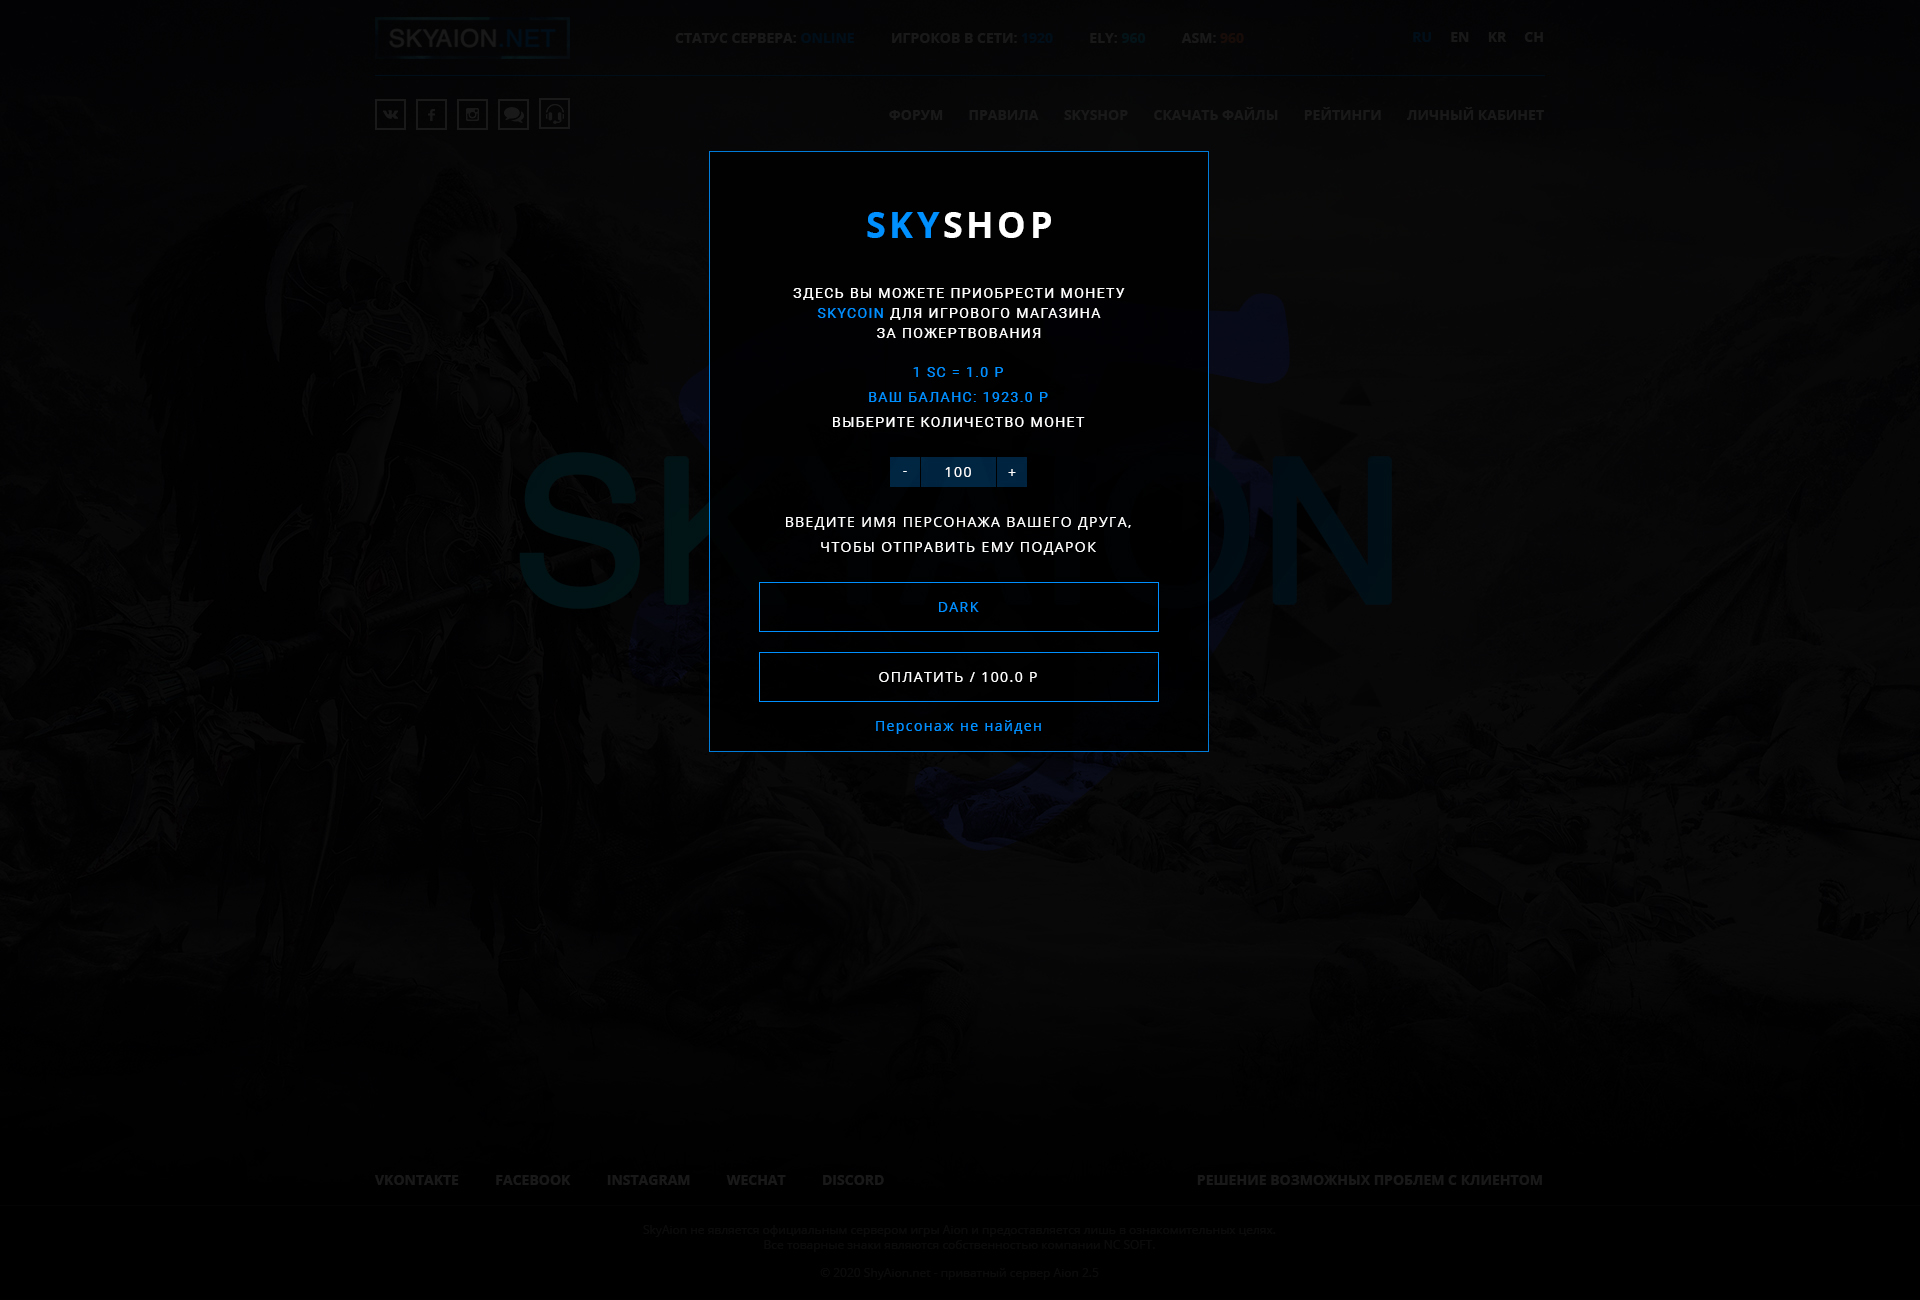 SKYAION.NET
СТАТУС СЕРВЕРА: ONLINE ИГРОКОВ В СЕТИ: 1920 ELY: 960 ASM: 960
RU EN KR CH
ФОРУМ ПРАВИЛА SKYSHOP СКАЧАТЬ ФАЙЛЫ РЕЙТИНГИ ЛИЧНЫЙ КАБИНЕТ
SKYSHOP
ЗДЕСЬ ВЫ МОЖЕТЕ ПРИОБРЕСТИ МОНЕТУ
SKYCOIN ДЛЯ ИГРОВОГО МАГАЗИНА
ЗА ПОЖЕРТВОВАНИЯ
1 SC = 1.0 Р
ВАШ БАЛАНС: 1923.0 Р
ВЫБЕРИТЕ КОЛИЧЕСТВО МОНЕТ
- 100 +
ВВЕДИТЕ ИМЯ ПЕРСОНАЖА ВАШЕГО ДРУГА,
ЧТОБЫ ОТПРАВИТЬ ЕМУ ПОДАРОК
DARK
ОПЛАТИТЬ / 100.0 Р
Персонаж не найден
VKONTAKTE FACEBOOK INSTAGRAM WECHAT DISCORD
РЕШЕНИЕ ВОЗМОЖНЫХ ПРОБЛЕМ С КЛИЕНТОМ
SkyAion не является официальным сервером игры Aion и предоставляется лишь в ознакомительных целях.
Все товарные знаки являются собственностью компании NC SOFT.
© 2020 ShyAion.net - приватный сервер Aion 2.5